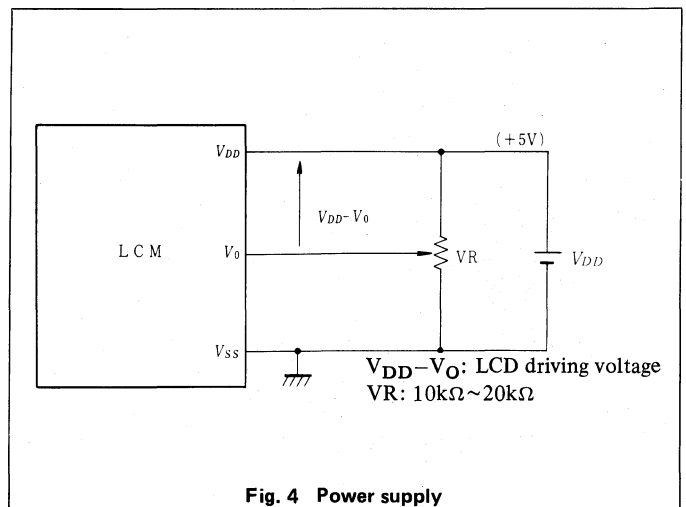 (+5V)
VDD
VDD-V0
LCM
V0
VR
VDD
VSS
VDD−VO: LCD driving voltage
VR: 10kΩ~20kΩ
Fig. 4 Power supply